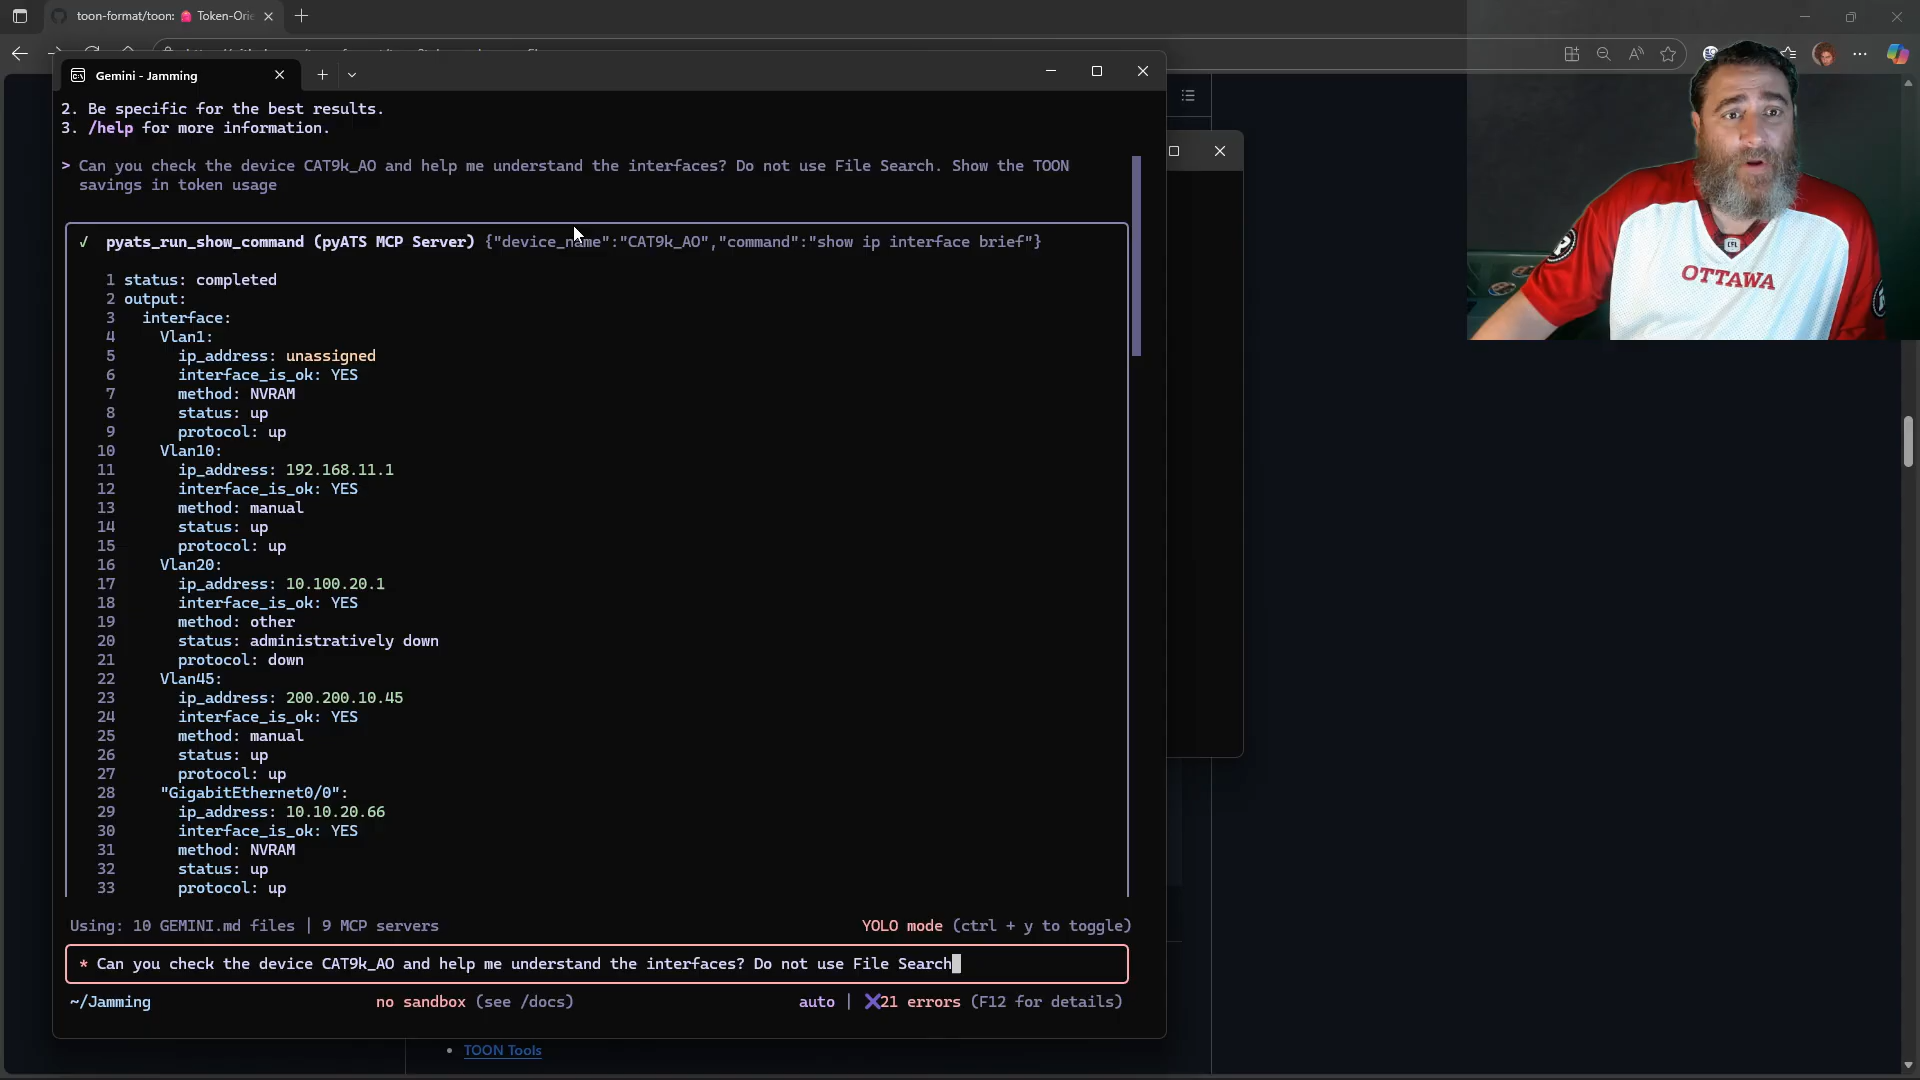 toon-format/toon: Token-Orie
Gemini - Jamming
2. Be specific for the best results.
3. /help for more information.
> Can you check the device CAT9k_AO and help me understand the interfaces? Do not use File Search. Show the TOON
savings in token usage
✓ pyats_run_show_command (pyATS MCP Server) {"device_name":"CAT9k_AO","command":"show ip interface brief"}
1 status: completed
2 output:
3 interface:
4 Vlan1:
5 ip_address: unassigned
6 interface_is_ok: YES
7 method: NVRAM
8 status: up
9 protocol: up
10 Vlan10:
11 ip_address: 192.168.11.1
12 interface_is_ok: YES
13 method: manual
14 status: up
15 protocol: up
16 Vlan20:
17 ip_address: 10.100.20.1
18 interface_is_ok: YES
19 method: other
20 status: administratively down
21 protocol: down
22 Vlan45:
23 ip_address: 200.200.10.45
24 interface_is_ok: YES
25 method: manual
26 status: up
27 protocol: up
28 "GigabitEthernet0/0":
29 ip_address: 10.10.20.66
30 interface_is_ok: YES
31 method: NVRAM
32 status: up
33 protocol: up
Using: 10 GEMINI.md files | 9 MCP servers YOLO mode (ctrl + y to toggle)
* Can you check the device CAT9k_AO and help me understand the interfaces? Do not use File Search
~/Jamming no sandbox (see /docs) auto | ✖21 errors (F12 for details)
TOON Tools
OTTAWA